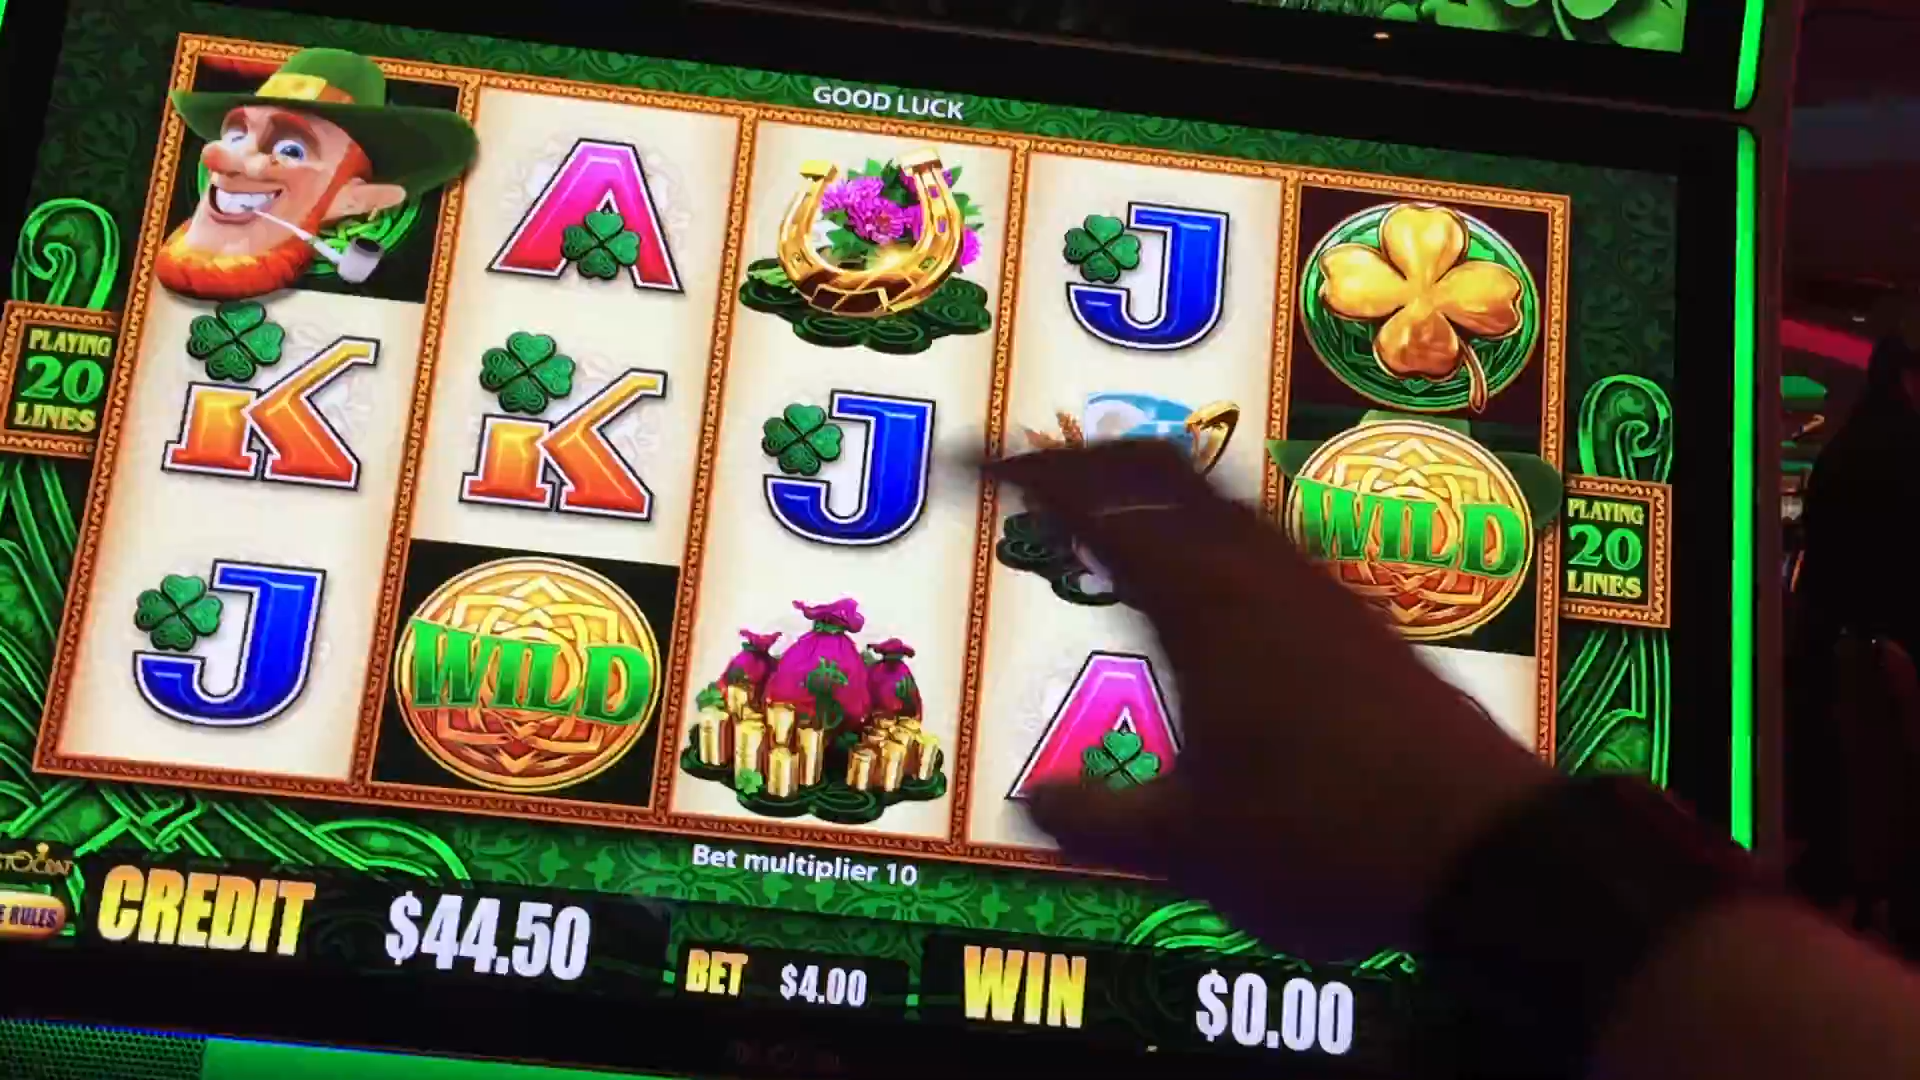 GOOD LUCK
A
J
PLAYING
20
LINES
K
K
J
WILD
PLAYING
20
LINES
J
WILD
A
Bet multiplier 10
RULES
CREDIT $44.50
BET $4.00
WIN $0.00